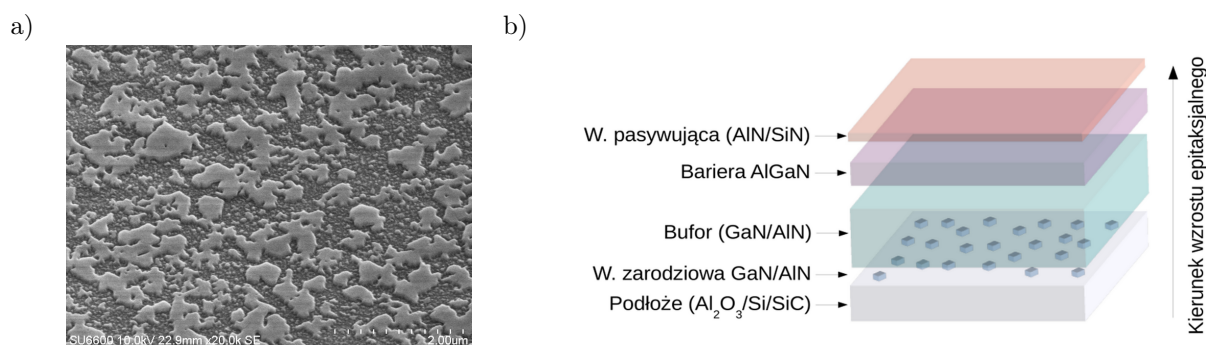 a)
b)
SU6600 10.0kV 22.9mm x20.0k SE
2.00um
W. pasywująca (AlN/SiN)
Bariera AlGaN
Bufor (GaN/AlN)
W. zarodziowa GaN/AlN
Podłoże (Al₂O₃/Si/SiC)
Kierunek wzrostu epitaksjalnego